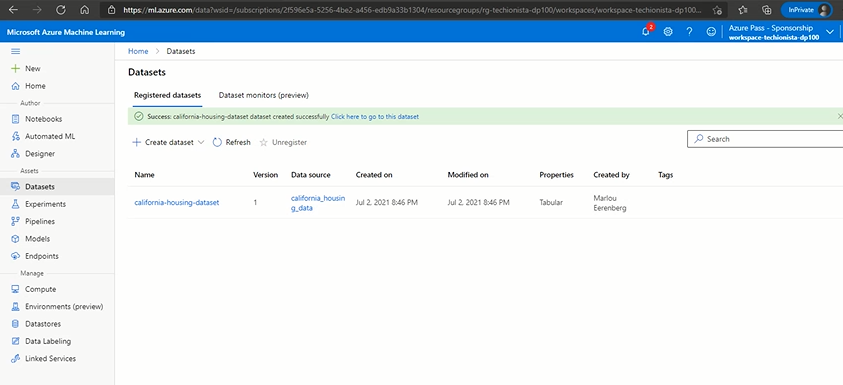 https://ml.azure.com/data?wsid=/subscriptions/2f596e5a-5256-4be2-a456-edb9a33b1304/resourcegroups/rg-techionista-dp100/workspaces/workspace-techionista-dp100...
InPrivate
Microsoft Azure Machine Learning
2
Azure Pass - Sponsorship
workspace-techionista-dp100
New
Home
Author
Notebooks
Automated ML
Designer
Assets
Datasets
Experiments
Pipelines
Models
Endpoints
Manage
Compute
Environments (preview)
Datastores
Data Labeling
Linked Services
Home > Datasets
Datasets
Registered datasets Dataset monitors (preview)
Success: california-housing-dataset dataset created successfully Click here to go to this dataset
Create dataset Refresh Unregister
Search
Name Version Data source Created on Modified on Properties Created by Tags
california-housing-dataset 1 california_housin
g_data Jul 2, 2021 8:46 PM Jul 2, 2021 8:46 PM Tabular Marlou
Eerenberg